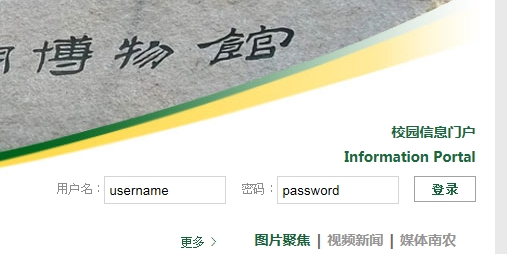 博物館
校园信息门户
Information Portal
用户名： username 密码： password 登录
更多 > 图片聚焦 | 视频新闻 | 媒体南农